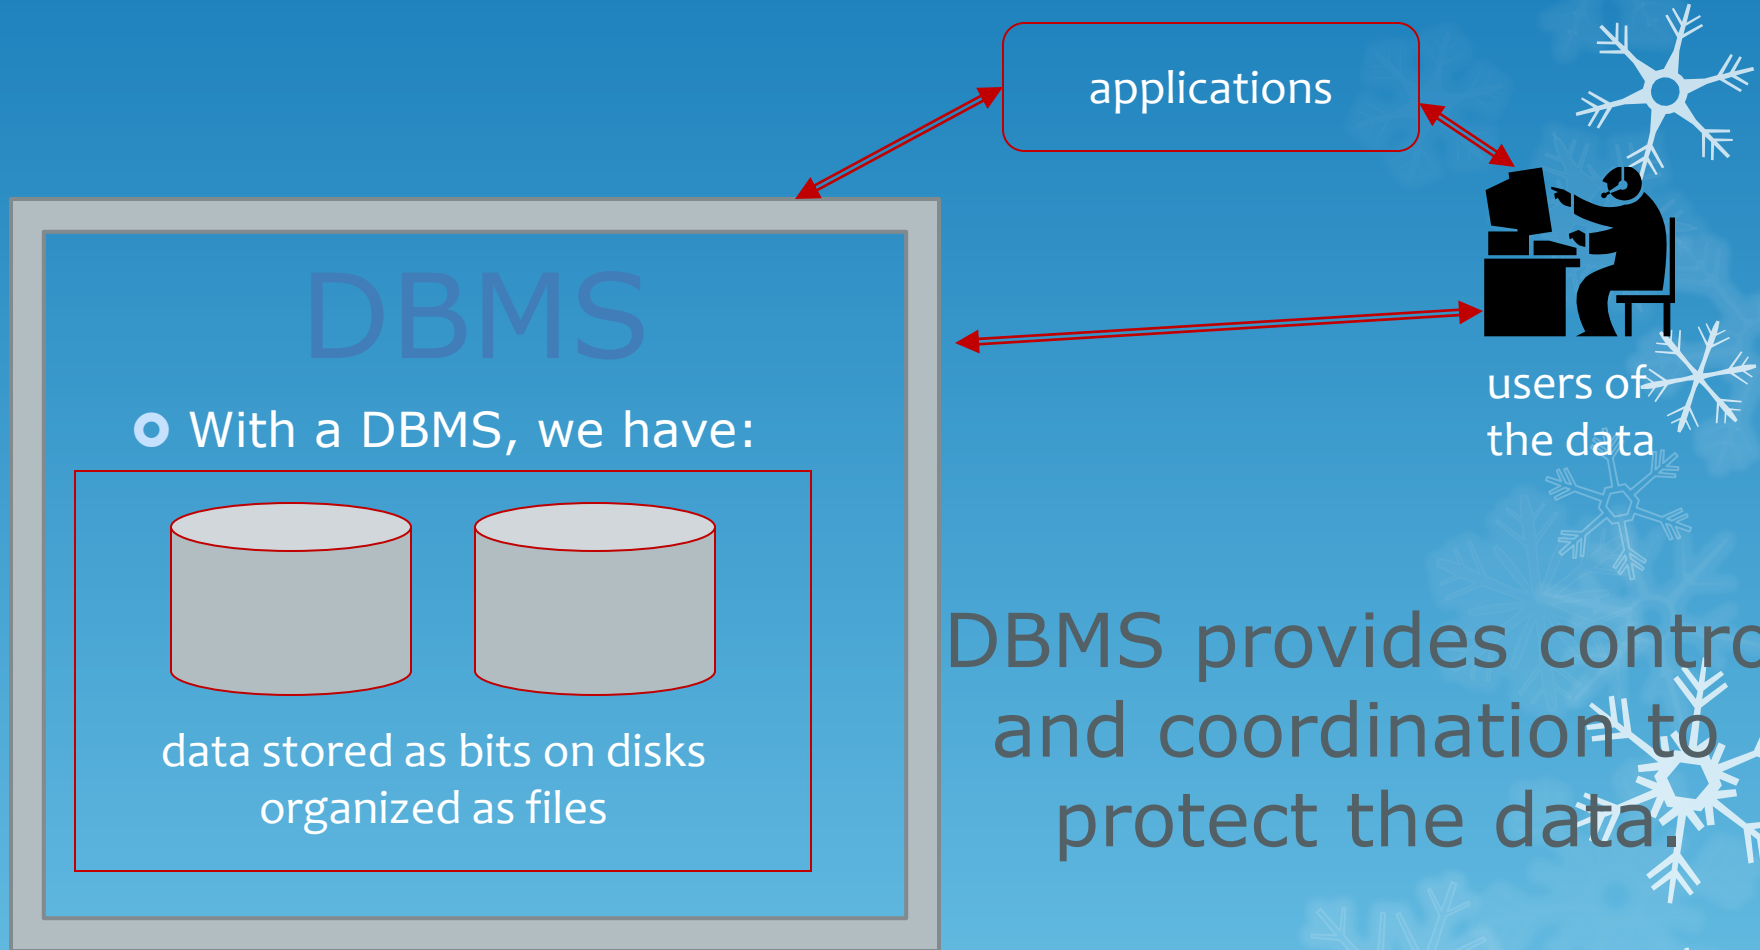 applications
DBMS
With a DBMS, we have:
users of
the data
data stored as bits on disks
organized as files
DBMS provides contro
and coordination to
protect the data.